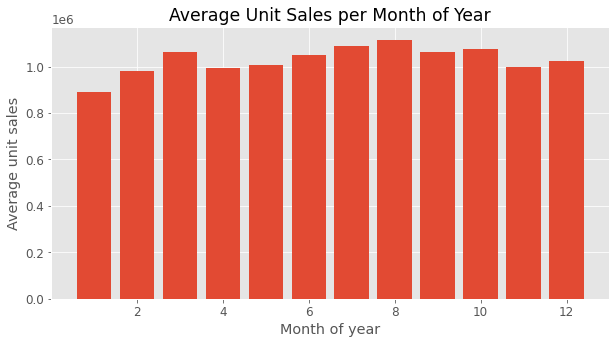 Average Unit Sales per Month of Year
1e6
1.0
0.8
0.6
0.4
0.2
0.0
Average unit sales
2 4 6 8 10 12
Month of year